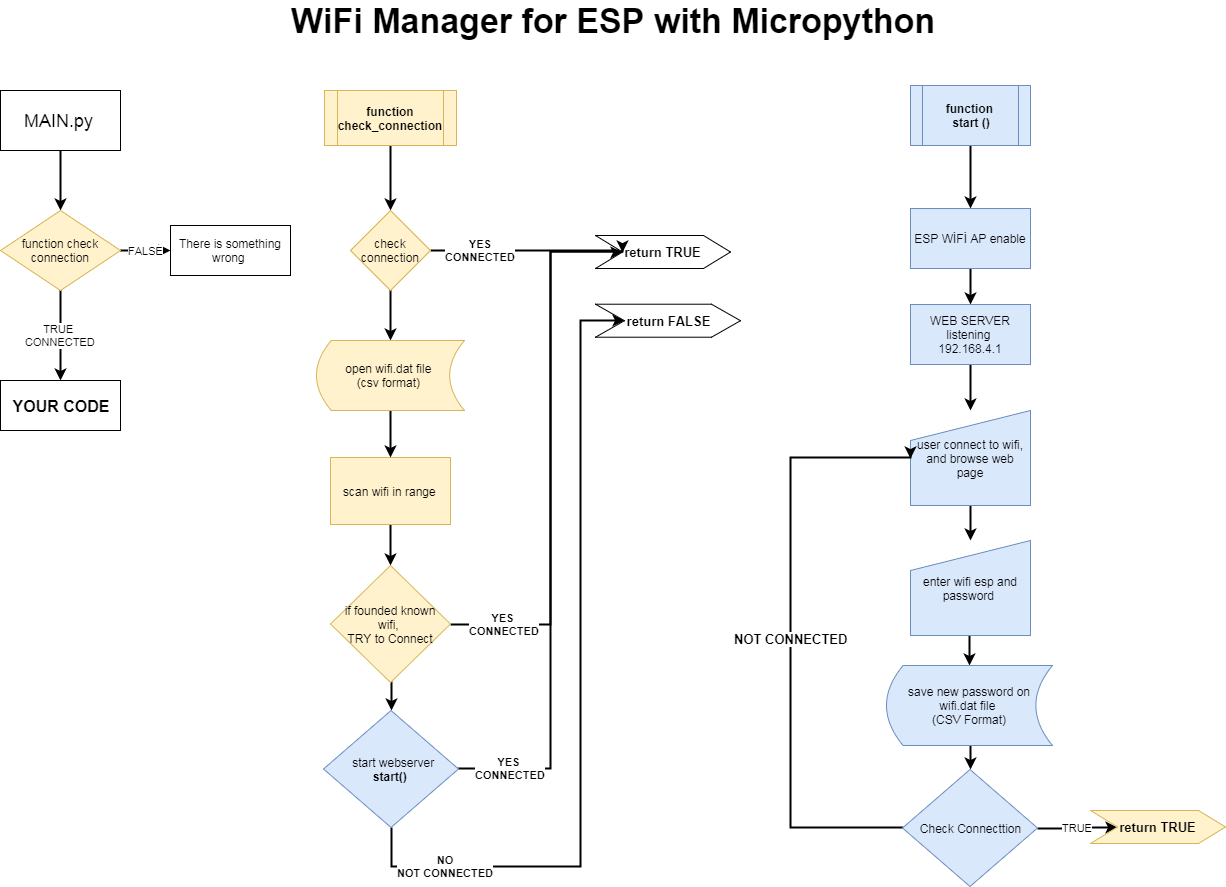 WiFi Manager for ESP with Micropython
MAIN.py
function check
connection
FALSE
There is something
wrong
TRUE
CONNECTED
YOUR CODE
function
check_connection
check
connection
YES
CONNECTED
return TRUE
return FALSE
open wifi.dat file
(csv format)
scan wifi in range
if founded known
wifi,
TRY to Connect
YES
CONNECTED
start webserver
start()
YES
CONNECTED
NO
NOT CONNECTED
function
start ()
ESP WİFİ AP enable
WEB SERVER
listening
192.168.4.1
user connect to wifi,
and browse web
page
enter wifi esp and
password
NOT CONNECTED
save new password on
wifi.dat file
(CSV Format)
Check Connecttion
TRUE
return TRUE